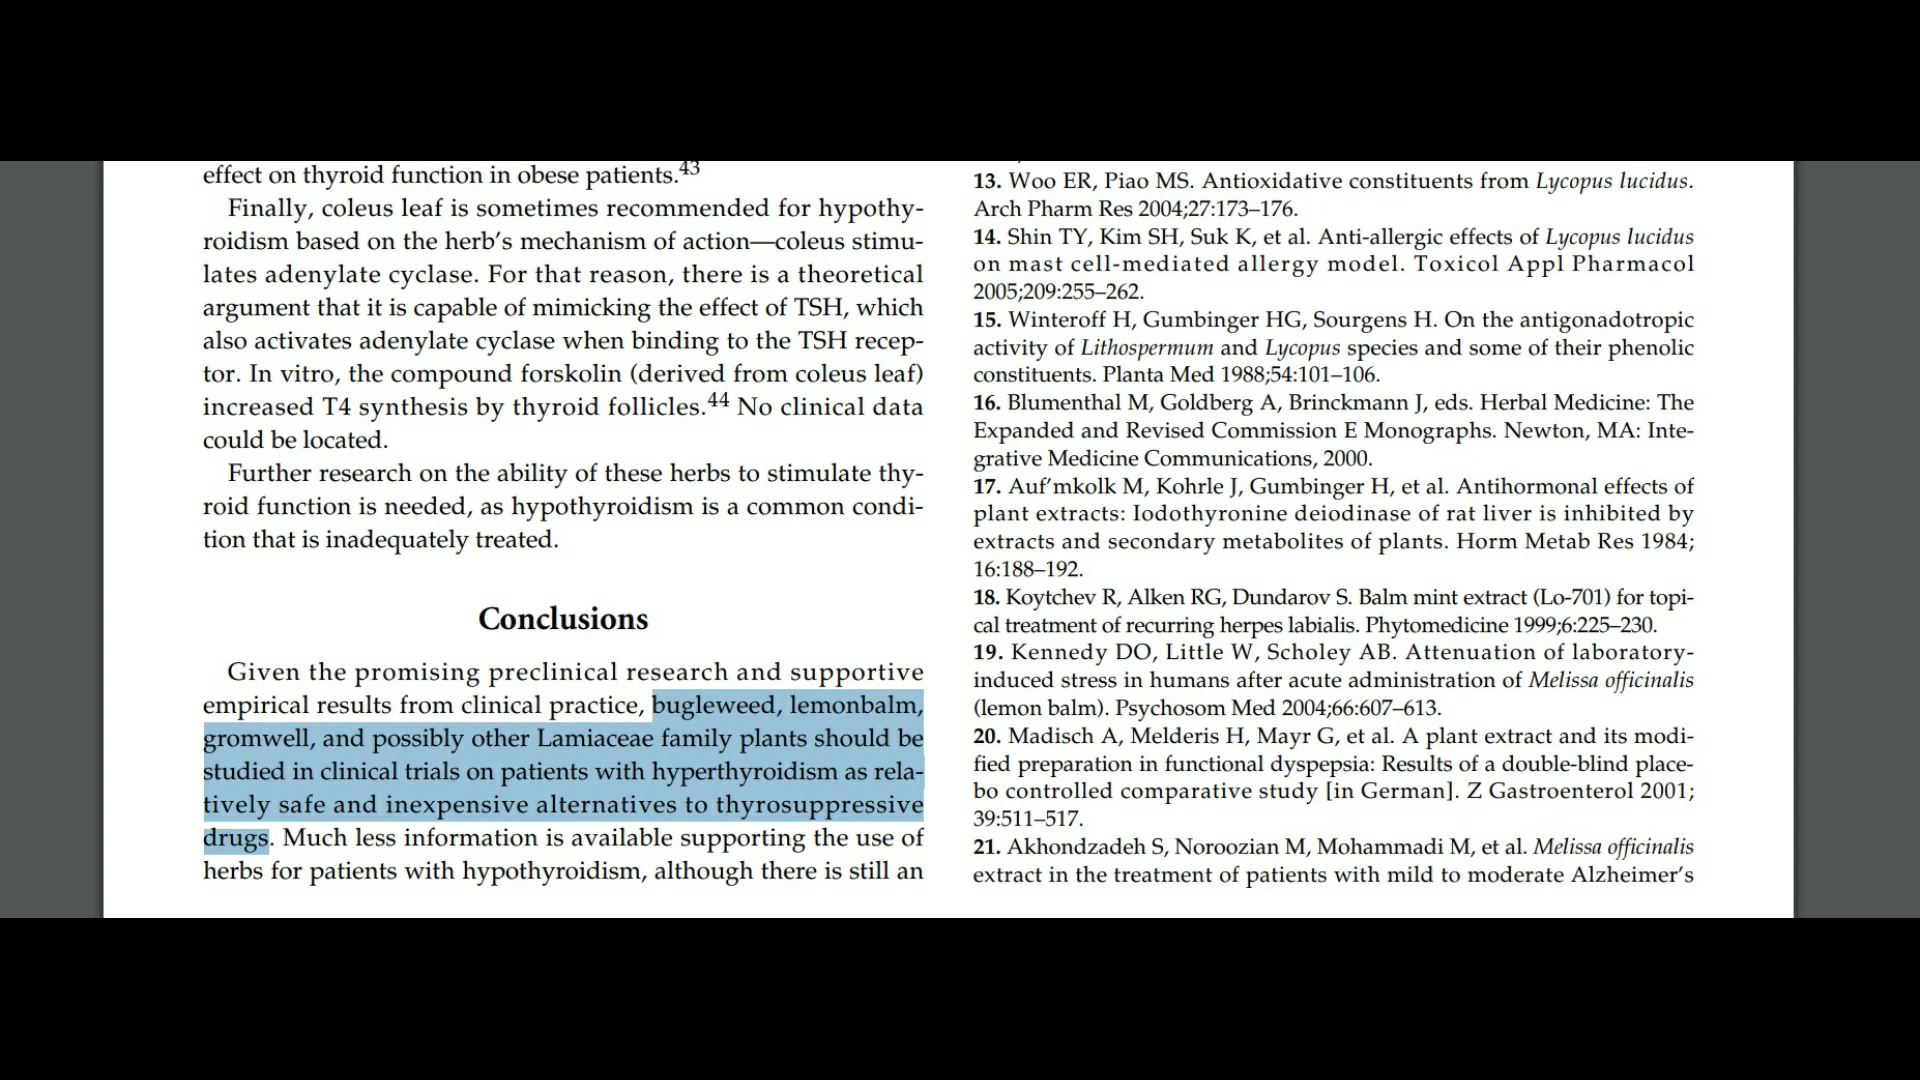 effect on thyroid function in obese patients.43
Finally, coleus leaf is sometimes recommended for hypothy-
roidism based on the herb's mechanism of action—coleus stimu-
lates adenylate cyclase. For that reason, there is a theoretical
argument that it is capable of mimicking the effect of TSH, which
also activates adenylate cyclase when binding to the TSH recep-
tor. In vitro, the compound forskolin (derived from coleus leaf)
increased T4 synthesis by thyroid follicles.44 No clinical data
could be located.
Further research on the ability of these herbs to stimulate thy-
roid function is needed, as hypothyroidism is a common condi-
tion that is inadequately treated.
Conclusions
Given the promising preclinical research and supportive
empirical results from clinical practice, bugleweed, lemonbalm,
gromwell, and possibly other Lamiaceae family plants should be
studied in clinical trials on patients with hyperthyroidism as rela-
tively safe and inexpensive alternatives to thyrosuppressive
drugs. Much less information is available supporting the use of
herbs for patients with hypothyroidism, although there is still an
13. Woo ER, Piao MS. Antioxidative constituents from Lycopus lucidus.
Arch Pharm Res 2004;27:173–176.
14. Shin TY, Kim SH, Suk K, et al. Anti-allergic effects of Lycopus lucidus
on mast cell-mediated allergy model. Toxicol Appl Pharmacol
2005;209:255–262.
15. Winteroff H, Gumbinger HG, Sourgens H. On the antigonadotropic
activity of Lithospermum and Lycopus species and some of their phenolic
constituents. Planta Med 1988;54:101–106.
16. Blumenthal M, Goldberg A, Brinckmann J, eds. Herbal Medicine: The
Expanded and Revised Commission E Monographs. Newton, MA: Inte-
grative Medicine Communications, 2000.
17. Auf'mkolk M, Kohrle J, Gumbinger H, et al. Antihormonal effects of
plant extracts: Iodothyronine deiodinase of rat liver is inhibited by
extracts and secondary metabolites of plants. Horm Metab Res 1984;
16:188–192.
18. Koytchev R, Alken RG, Dundarov S. Balm mint extract (Lo-701) for topi-
cal treatment of recurring herpes labialis. Phytomedicine 1999;6:225–230.
19. Kennedy DO, Little W, Scholey AB. Attenuation of laboratory-
induced stress in humans after acute administration of Melissa officinalis
(lemon balm). Psychosom Med 2004;66:607–613.
20. Madisch A, Melderis H, Mayr G, et al. A plant extract and its modi-
fied preparation in functional dyspepsia: Results of a double-blind place-
bo controlled comparative study [in German]. Z Gastroenterol 2001;
39:511–517.
21. Akhondzadeh S, Noroozian M, Mohammadi M, et al. Melissa officinalis
extract in the treatment of patients with mild to moderate Alzheimer's